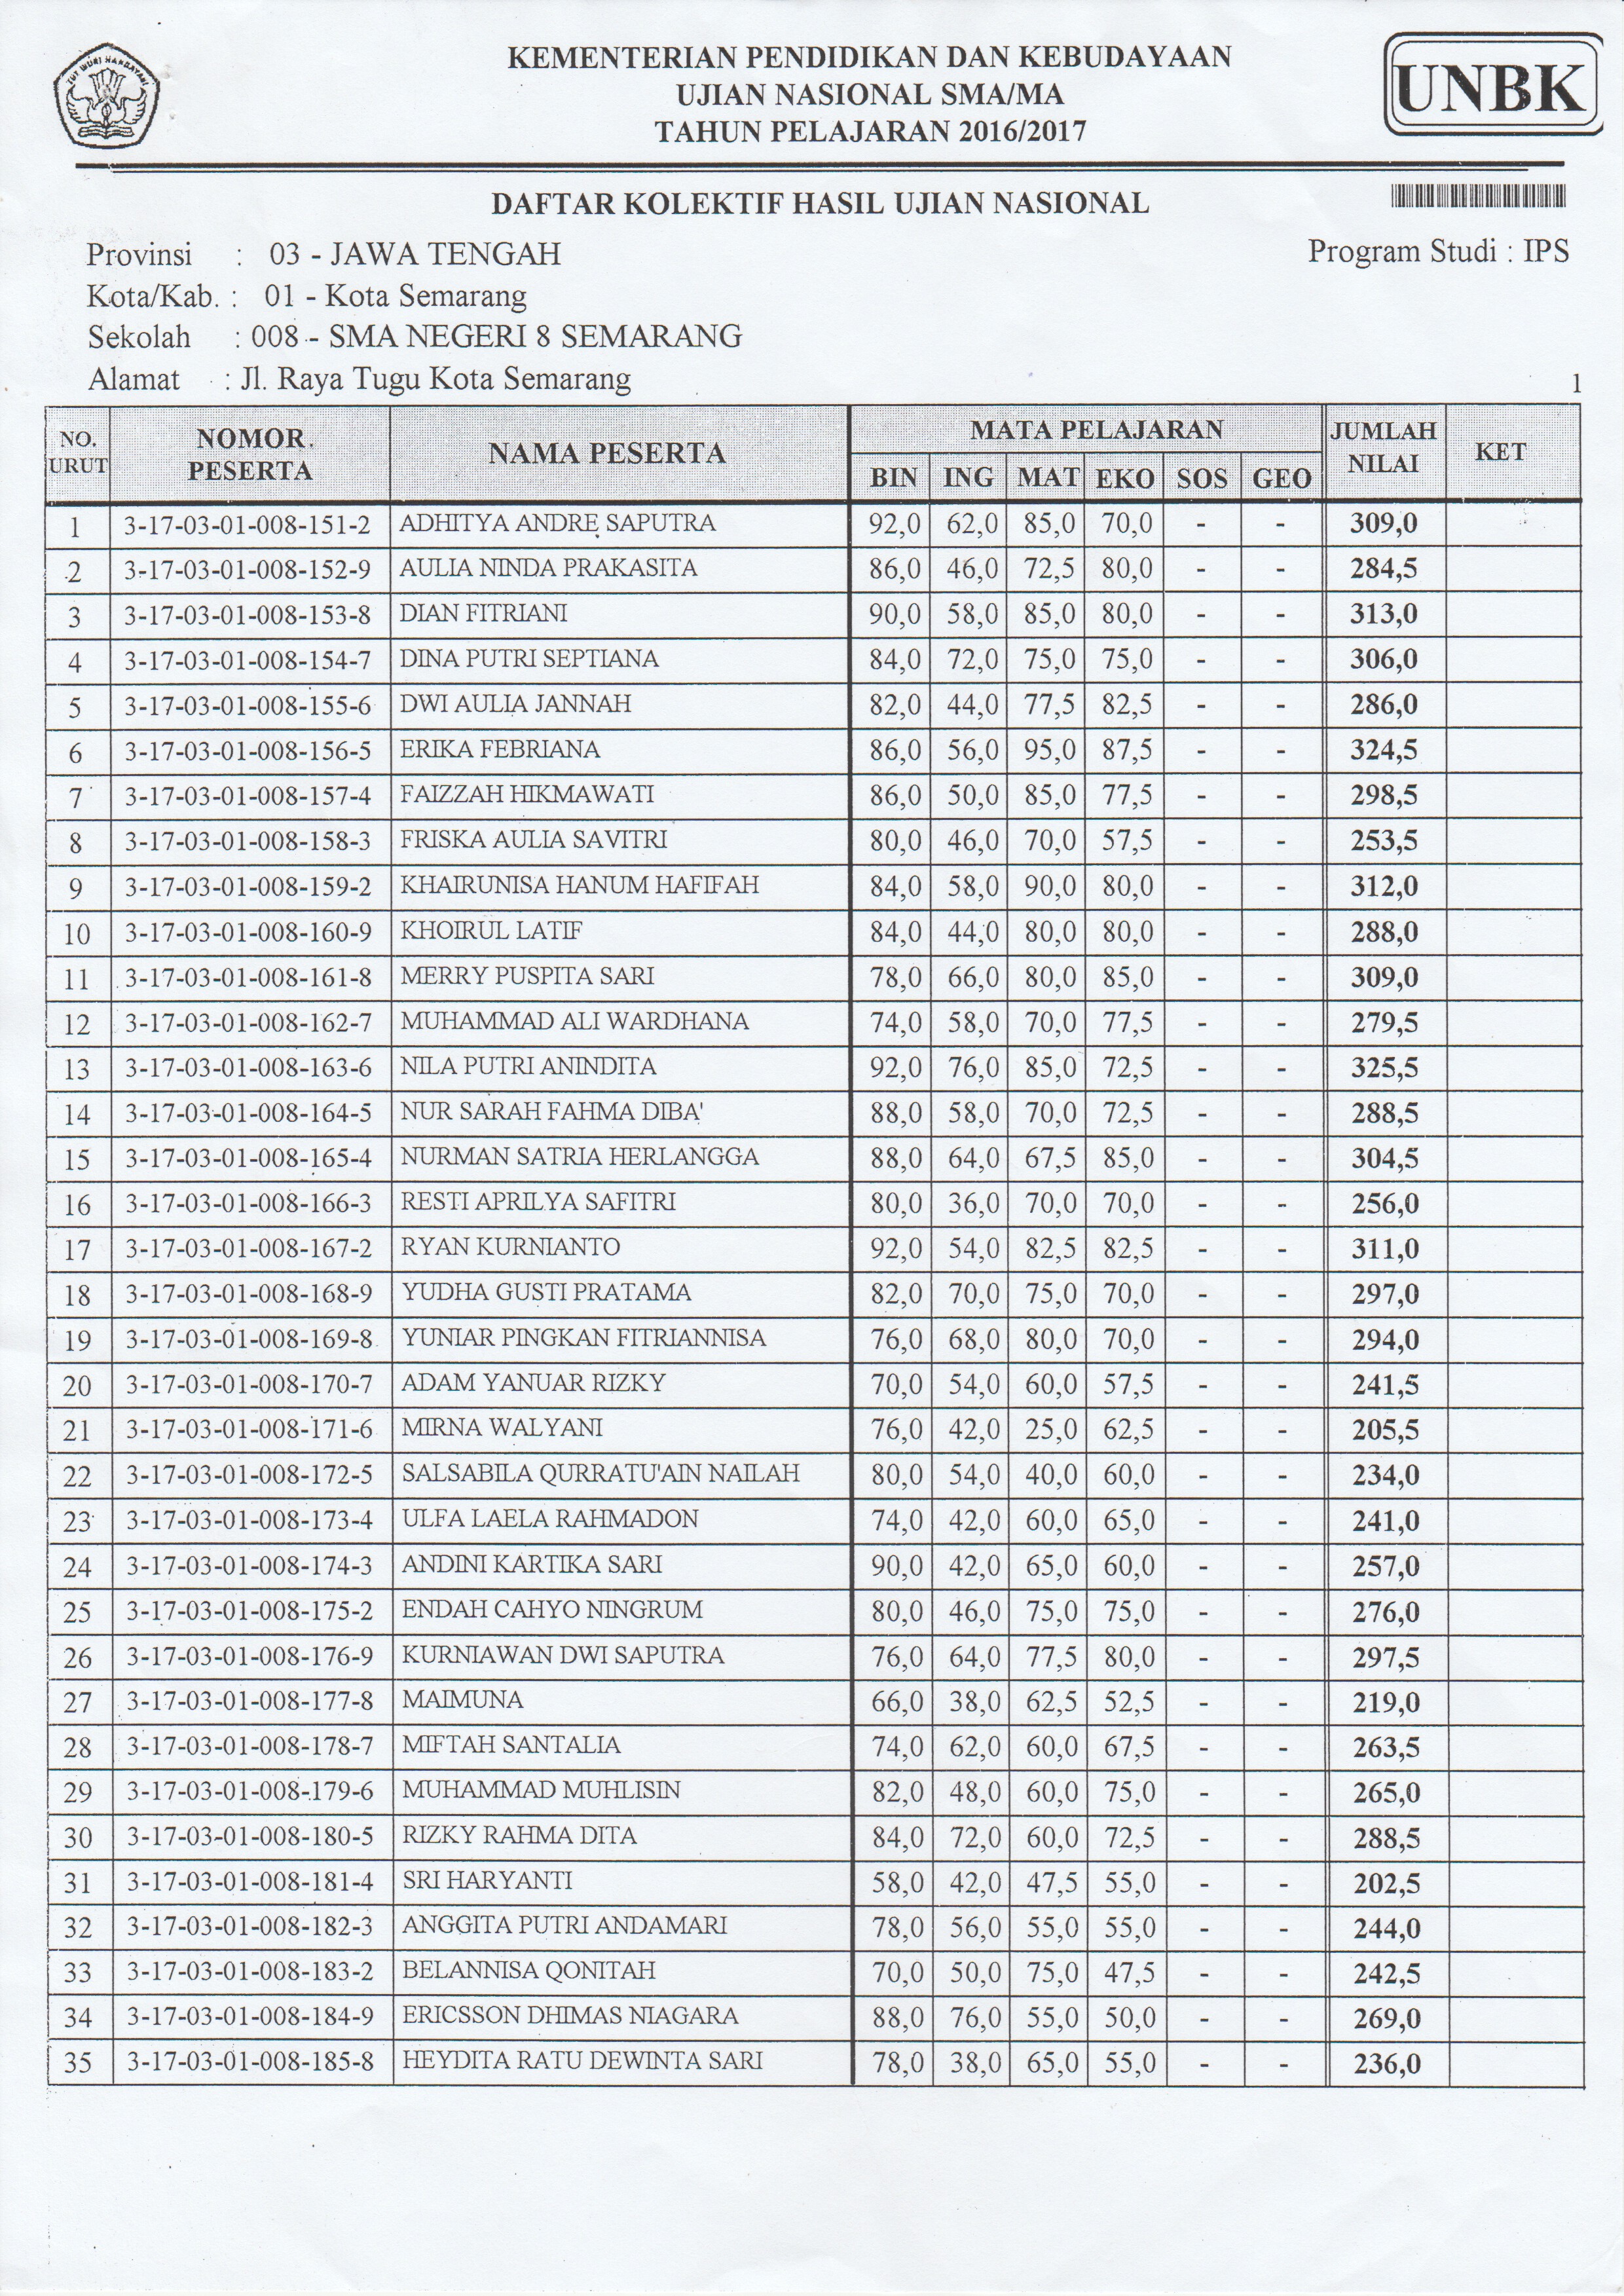 TUT WURI HANDAYANI
KEMENTERIAN PENDIDIKAN DAN KEBUDAYAAN
UJIAN NASIONAL SMA/MA
TAHUN PELAJARAN 2016/2017
UNBK
DAFTAR KOLEKTIF HASIL UJIAN NASIONAL
Provinsi : 03 - JAWA TENGAH
Program Studi : IPS
Kota/Kab. : 01 - Kota Semarang
Sekolah : 008 - SMA NEGERI 8 SEMARANG
Alamat : Jl. Raya Tugu Kota Semarang
1
NO. URUT NOMOR PESERTA NAMA PESERTA MATA PELAJARAN JUMLAH NILAI KET
BIN ING MAT EKO SOS GEO
1 3-17-03-01-008-151-2 ADHITYA ANDRE SAPUTRA 92,0 62,0 85,0 70,0 - - 309,0
2 3-17-03-01-008-152-9 AULIA NINDA PRAKASITA 86,0 46,0 72,5 80,0 - - 284,5
3 3-17-03-01-008-153-8 DIAN FITRIANI 90,0 58,0 85,0 80,0 - - 313,0
4 3-17-03-01-008-154-7 DINA PUTRI SEPTIANA 84,0 72,0 75,0 75,0 - - 306,0
5 3-17-03-01-008-155-6 DWI AULIA JANNAH 82,0 44,0 77,5 82,5 - - 286,0
6 3-17-03-01-008-156-5 ERIKA FEBRIANA 86,0 56,0 95,0 87,5 - - 324,5
7 3-17-03-01-008-157-4 FAIZZAH HIKMAWATI 86,0 50,0 85,0 77,5 - - 298,5
8 3-17-03-01-008-158-3 FRISKA AULIA SAVITRI 80,0 46,0 70,0 57,5 - - 253,5
9 3-17-03-01-008-159-2 KHAIRUNISA HANUM HAFIFAH 84,0 58,0 90,0 80,0 - - 312,0
10 3-17-03-01-008-160-9 KHOIRUL LATIF 84,0 44,0 80,0 80,0 - - 288,0
11 3-17-03-01-008-161-8 MERRY PUSPITA SARI 78,0 66,0 80,0 85,0 - - 309,0
12 3-17-03-01-008-162-7 MUHAMMAD ALI WARDHANA 74,0 58,0 70,0 77,5 - - 279,5
13 3-17-03-01-008-163-6 NILA PUTRI ANINDITA 92,0 76,0 85,0 72,5 - - 325,5
14 3-17-03-01-008-164-5 NUR SARAH FAHMA DIBA' 88,0 58,0 70,0 72,5 - - 288,5
15 3-17-03-01-008-165-4 NURMAN SATRIA HERLANGGA 88,0 64,0 67,5 85,0 - - 304,5
16 3-17-03-01-008-166-3 RESTI APRILYA SAFITRI 80,0 36,0 70,0 70,0 - - 256,0
17 3-17-03-01-008-167-2 RYAN KURNIANTO 92,0 54,0 82,5 82,5 - - 311,0
18 3-17-03-01-008-168-9 YUDHA GUSTI PRATAMA 82,0 70,0 75,0 70,0 - - 297,0
19 3-17-03-01-008-169-8 YUNIAR PINGKAN FITRIANNISA 76,0 68,0 80,0 70,0 - - 294,0
20 3-17-03-01-008-170-7 ADAM YANUAR RIZKY 70,0 54,0 60,0 57,5 - - 241,5
21 3-17-03-01-008-171-6 MIRNA WALYANI 76,0 42,0 25,0 62,5 - - 205,5
22 3-17-03-01-008-172-5 SALSABILA QURRATU'AIN NAILAH 80,0 54,0 40,0 60,0 - - 234,0
23 3-17-03-01-008-173-4 ULFA LAELA RAHMADON 74,0 42,0 60,0 65,0 - - 241,0
24 3-17-03-01-008-174-3 ANDINI KARTIKA SARI 90,0 42,0 65,0 60,0 - - 257,0
25 3-17-03-01-008-175-2 ENDAH CAHYO NINGRUM 80,0 46,0 75,0 75,0 - - 276,0
26 3-17-03-01-008-176-9 KURNIAWAN DWI SAPUTRA 76,0 64,0 77,5 80,0 - - 297,5
27 3-17-03-01-008-177-8 MAIMUNA 66,0 38,0 62,5 52,5 - - 219,0
28 3-17-03-01-008-178-7 MIFTAH SANTALIA 74,0 62,0 60,0 67,5 - - 263,5
29 3-17-03-01-008-179-6 MUHAMMAD MUHLISIN 82,0 48,0 60,0 75,0 - - 265,0
30 3-17-03-01-008-180-5 RIZKY RAHMA DITA 84,0 72,0 60,0 72,5 - - 288,5
31 3-17-03-01-008-181-4 SRI HARYANTI 58,0 42,0 47,5 55,0 - - 202,5
32 3-17-03-01-008-182-3 ANGGITA PUTRI ANDAMARI 78,0 56,0 55,0 55,0 - - 244,0
33 3-17-03-01-008-183-2 BELANNISA QONITAH 70,0 50,0 75,0 47,5 - - 242,5
34 3-17-03-01-008-184-9 ERICSSON DHIMAS NIAGARA 88,0 76,0 55,0 50,0 - - 269,0
35 3-17-03-01-008-185-8 HEYDITA RATU DEWINTA SARI 78,0 38,0 65,0 55,0 - - 236,0